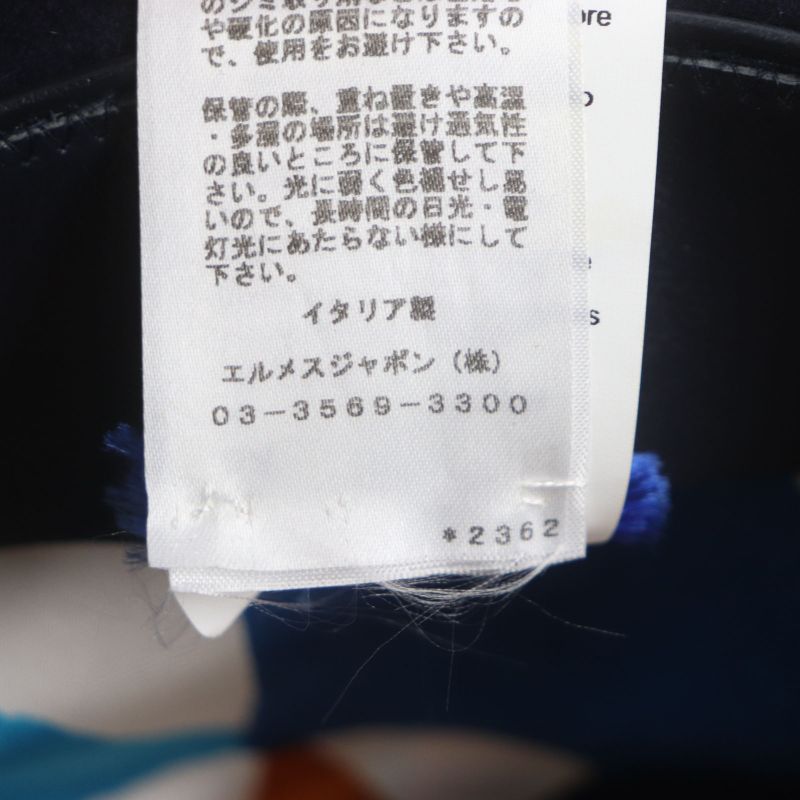 や硬化の原因になりますの
で、使用をお避け下さい。
保管の際、重ね置きや高温
・多湿の場所は避け通気性
の良いところに保管して下
さい。光に弱く色褪せし易
いので、長時間の日光・電
灯光にあたらない様にして
下さい。
イタリア製
エルメスジャポン（株）
03-3569-3300
*2362
ore
o
e
s